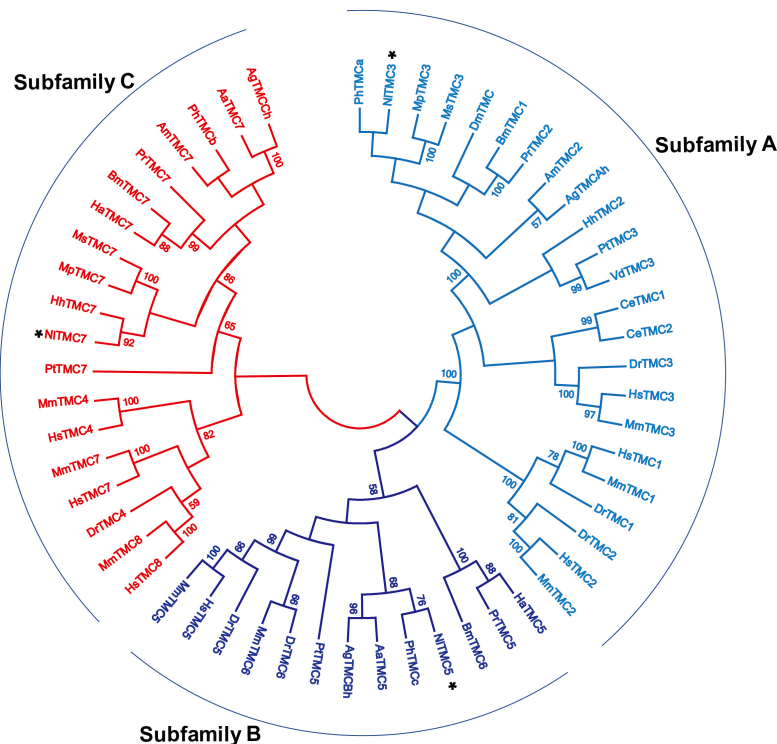 Subfamily C
Subfamily A
Subfamily B
PhTMCa
NlTMC3
*
MpTMC3
MsTMC3
DmTMC
BmTMC1
PrTMC2
AmTMC2
AgTMCAh
HhTMC2
PtTMC3
VdTMC3
CeTMC1
CeTMC2
DrTMC3
HsTMC3
MmTMC3
HsTMC1
MmTMC1
DrTMC1
DrTMC2
HsTMC2
MmTMC2
HaTMC5
PrTMC5
BmTMC6
NlTMC5
*
PhTMCc
AaTMC5
AgTMCBh
PtTMC5
DrTMC6
MmTMC6
DrTMC5
HsTMC5
MmTMC5
HsTMC8
MmTMC8
DrTMC4
HsTMC7
MmTMC7
HsTMC4
MmTMC4
PtTMC7
*NlTMC7
HhTMC7
MpTMC7
MsTMC7
HaTMC7
BmTMC7
PrTMC7
AmTMC7
PhTMCb
AaTMC7
AgTMCCh
100
100
57
99
100
99
100
97
100
100
78
100
81
100
58
100
88
76
68
96
66
99
66
100
100
59
82
100
100
65
86
92
100
88
99
100